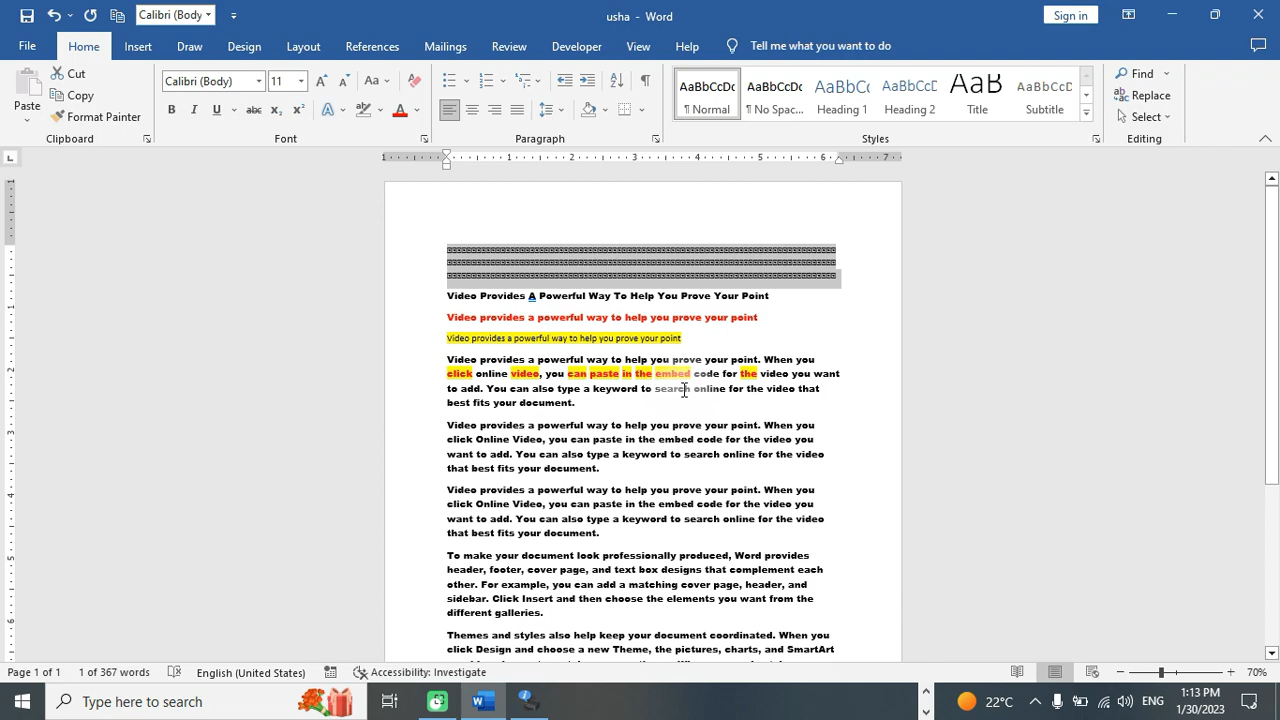 Calibri (Body
usha - Word
Sign in
File Home Insert Draw Design Layout References Mailings Review Developer View Help Tell me what you want to do
Paste
Cut
Copy
Format Painter
Calibri (Body) 11
AaBbCcDc AaBbCcDc AaBbCc AaBbCcD AaB AaBbCcD
¶ Normal ¶ No Spac... Heading 1 Heading 2 Title Subtitle
Find
Replace
Select
Clipboard Font Paragraph Styles Editing
1 1 2 3 4 5 6 7
Video Provides A Powerful Way To Help You Prove Your Point
Video provides a powerful way to help you prove your point
Video provides a powerful way to help you prove your point
Video provides a powerful way to help you prove your point. When you
click online video, you can paste in the embed code for the video you want
to add. You can also type a keyword to search online for the video that
best fits your document.
Video provides a powerful way to help you prove your point. When you
click Online Video, you can paste in the embed code for the video you
want to add. You can also type a keyword to search online for the video
that best fits your document.
Video provides a powerful way to help you prove your point. When you
click Online Video, you can paste in the embed code for the video you
want to add. You can also type a keyword to search online for the video
that best fits your document.
To make your document look professionally produced, Word provides
header, footer, cover page, and text box designs that complement each
other. For example, you can add a matching cover page, header, and
sidebar. Click Insert and then choose the elements you want from the
different galleries.
Themes and styles also help keep your document coordinated. When you
click Design and choose a new Theme, the pictures, charts, and SmartArt
Page 1 of 1 1 of 367 words English (United States) Accessibility: Investigate 70%
Type here to search
22°C
ENG
1:13 PM
1/30/2023